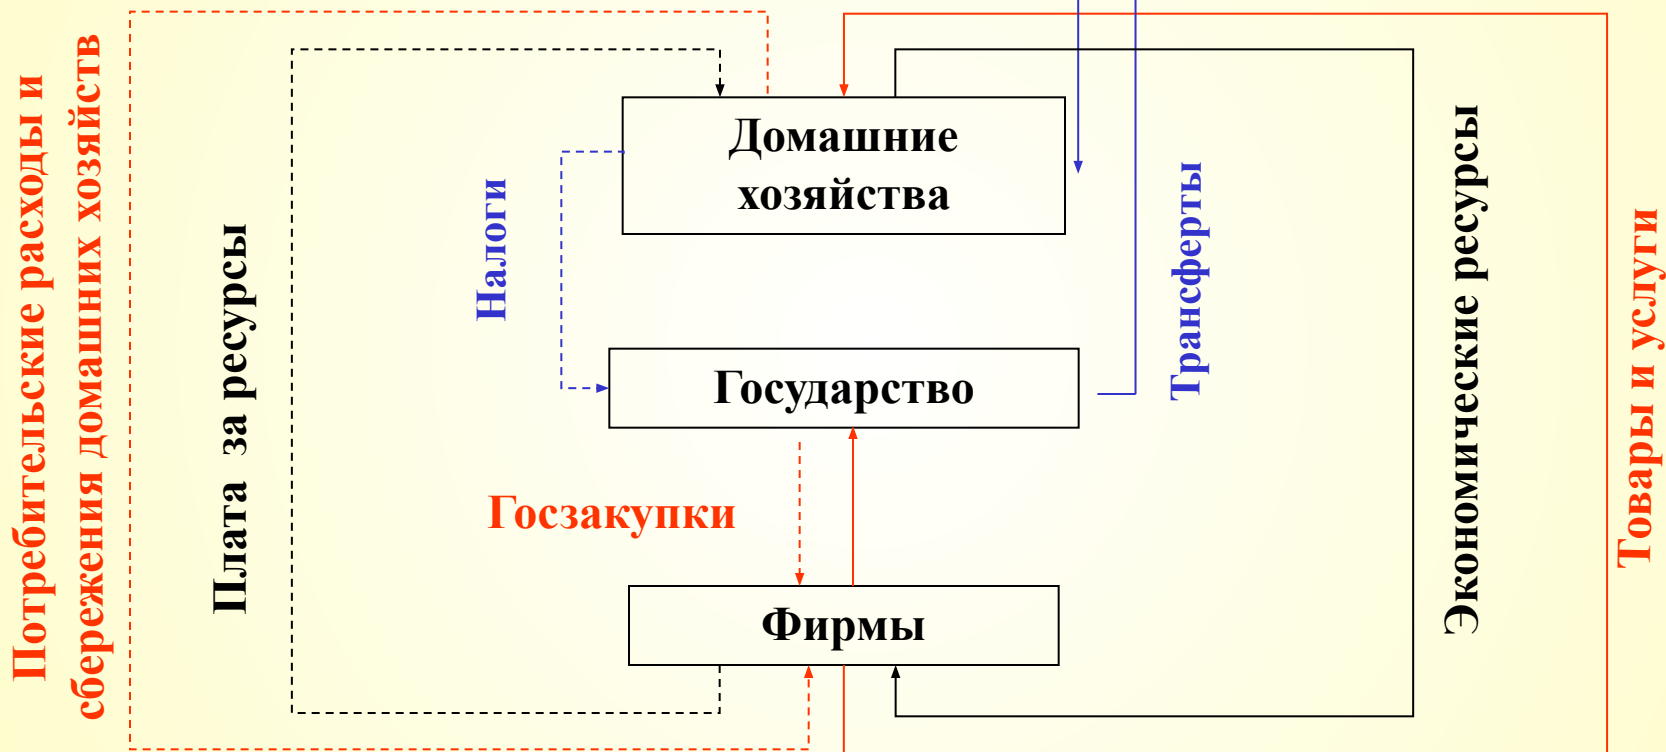 Потребительские расходы и
сбережения домашних хозяйств
Плата за ресурсы
Налоги
Домашние
хозяйства
Государство
Госзакупки
Фирмы
Трансферты
Экономические ресурсы
Товары и услуги